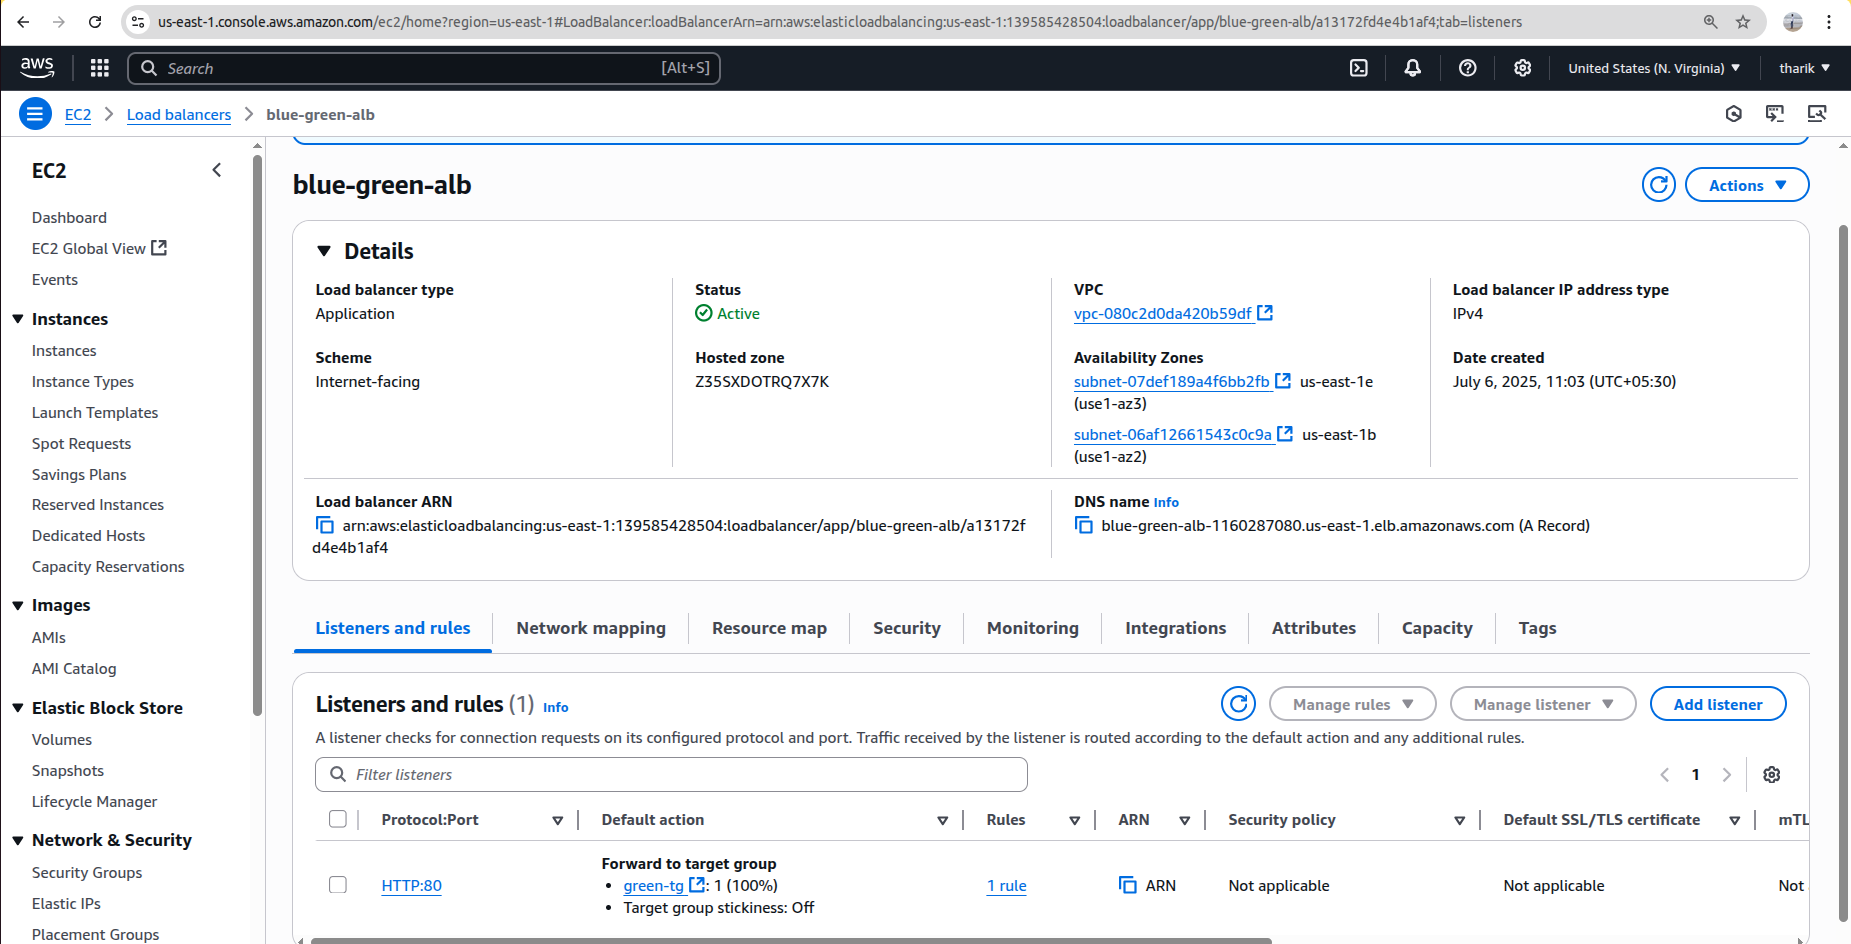 us-east-1.console.aws.amazon.com/ec2/home?region=us-east-1#LoadBalancer:loadBalancerArn=arn:aws:elasticloadbalancing:us-east-1:139585428504:loadbalancer/app/blue-green-alb/a13172fd4e4b1af4;tab=listeners
aws
Search
[Alt+S]
United States (N. Virginia)
tharik
EC2
Load balancers
blue-green-alb
EC2
Dashboard
EC2 Global View
Events
Instances
Instances
Instance Types
Launch Templates
Spot Requests
Savings Plans
Reserved Instances
Dedicated Hosts
Capacity Reservations
Images
AMIs
AMI Catalog
Elastic Block Store
Volumes
Snapshots
Lifecycle Manager
Network & Security
Security Groups
Elastic IPs
Placement Groups
blue-green-alb
Actions
Details
Load balancer type
Application
Status
Active
VPC
vpc-080c2d0da420b59df
Load balancer IP address type
IPv4
Scheme
Internet-facing
Hosted zone
Z35SXDOTRQ7X7K
Availability Zones
subnet-07def189a4f6bb2fb us-east-1e
(use1-az3)
subnet-06af12661543c0c9a us-east-1b
(use1-az2)
Date created
July 6, 2025, 11:03 (UTC+05:30)
Load balancer ARN
arn:aws:elasticloadbalancing:us-east-1:139585428504:loadbalancer/app/blue-green-alb/a13172f
d4e4b1af4
DNS name Info
blue-green-alb-1160287080.us-east-1.elb.amazonaws.com (A Record)
Listeners and rules
Network mapping
Resource map
Security
Monitoring
Integrations
Attributes
Capacity
Tags
Listeners and rules (1) Info
Manage rules
Manage listener
Add listener
A listener checks for connection requests on its configured protocol and port. Traffic received by the listener is routed according to the default action and any additional rules.
Filter listeners
1
Protocol:Port
Default action
Rules
ARN
Security policy
Default SSL/TLS certificate
mTL
HTTP:80
Forward to target group
• green-tg : 1 (100%)
• Target group stickiness: Off
1 rule
ARN
Not applicable
Not applicable
Not